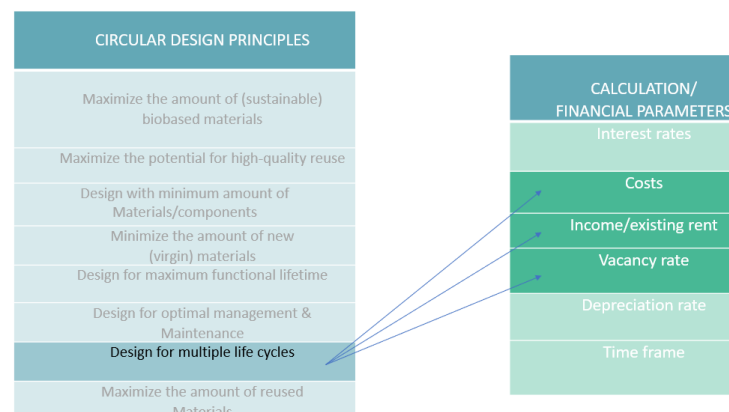 CIRCULAR DESIGN PRINCIPLES
Maximize the amount of (sustainable)
biobased materials
Maximize the potential for high-quality reuse
Design with minimum amount of
Materials/components
Minimize the amount of new
(virgin) materials
Design for maximum functional lifetime
Design for optimal management &
Maintenance
Design for multiple life cycles
Maximize the amount of reused
Materials
CALCULATION/
FINANCIAL PARAMETERS
Interest rates
Costs
Income/existing rent
Vacancy rate
Depreciation rate
Time frame